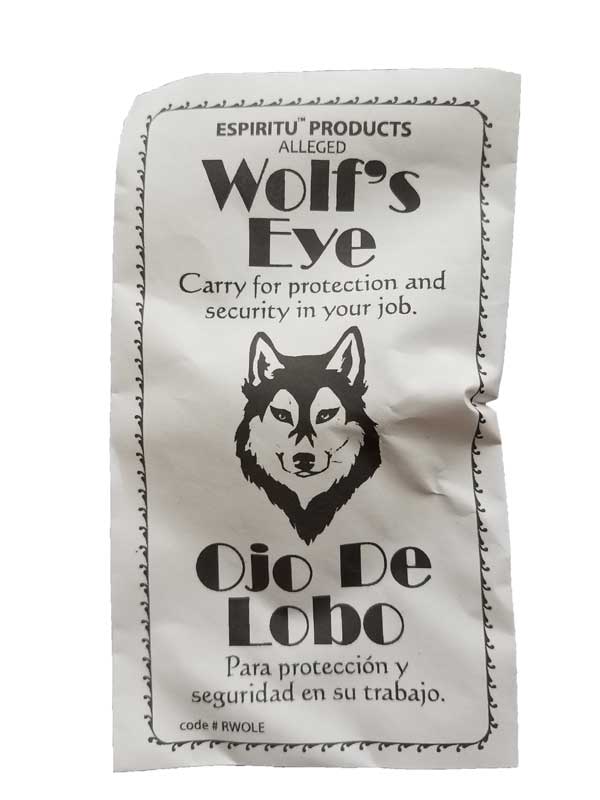 ESPIRITU™ PRODUCTS
ALLEGED
Wolf's
Eye
Carry for protection and
security in your job.
Ojo De
Lobo
Para protección y
seguridad en su trabajo.
code # RWOLE